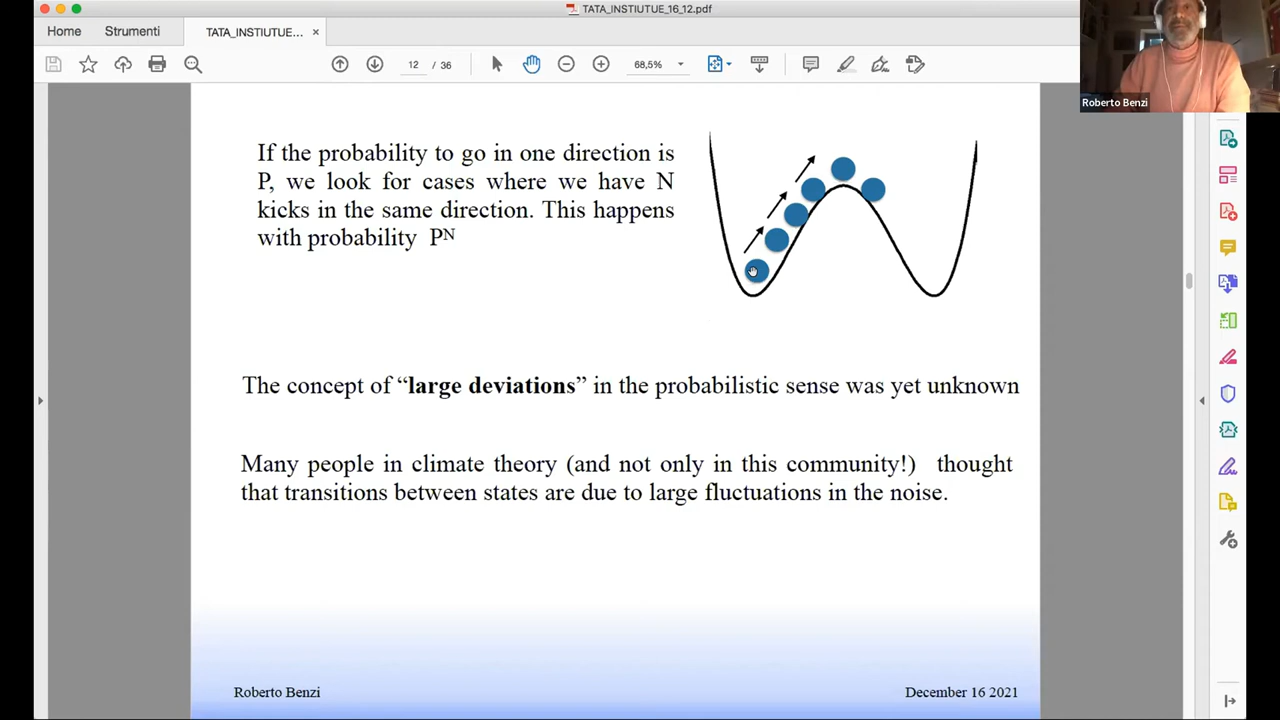 TATA_INSTIUTUE_16_12.pdf
Home
Strumenti
TATA_INSTIUTUE...
12 / 36
68,5%
Roberto Benzi
If the probability to go in one direction is
P, we look for cases where we have N
kicks in the same direction. This happens
with probability PN
The concept of “large deviations” in the probabilistic sense was yet unknown
Many people in climate theory (and not only in this community!) thought
that transitions between states are due to large fluctuations in the noise.
Roberto Benzi
December 16 2021